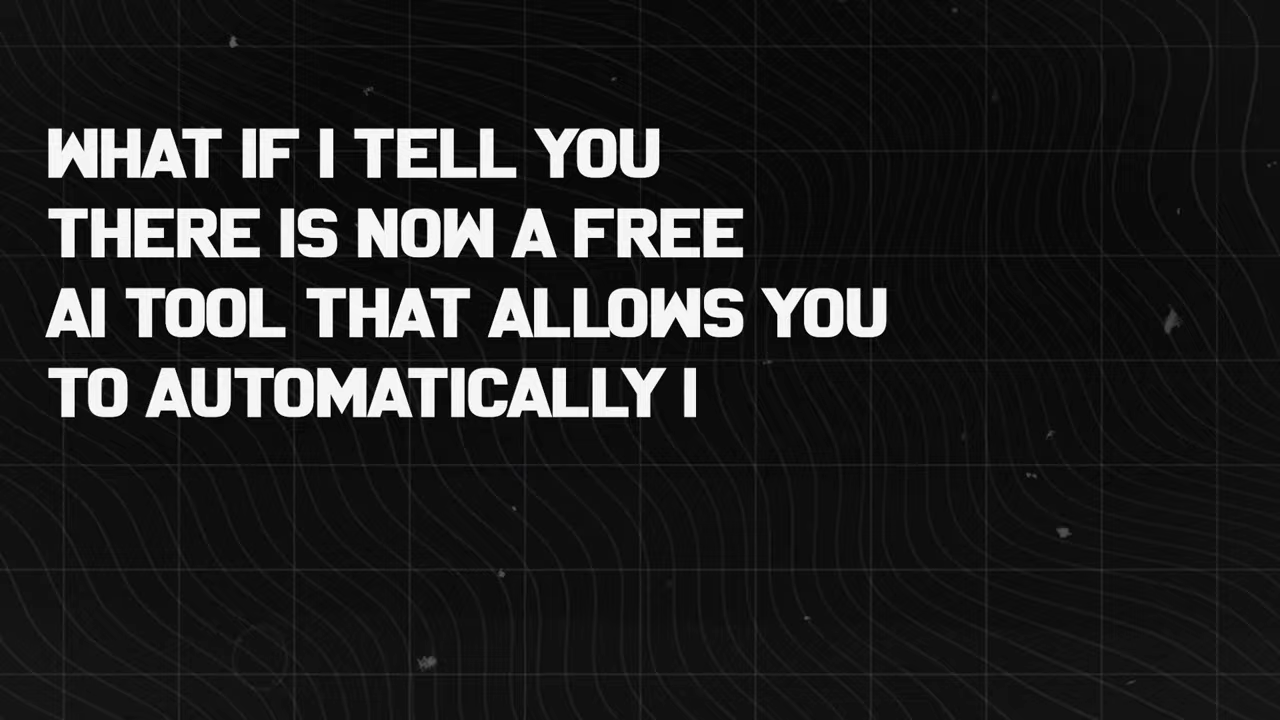 WHAT IF I TELL YOU
THERE IS NOW A FREE
AI TOOL THAT ALLOWS YOU
TO AUTOMATICALLY I